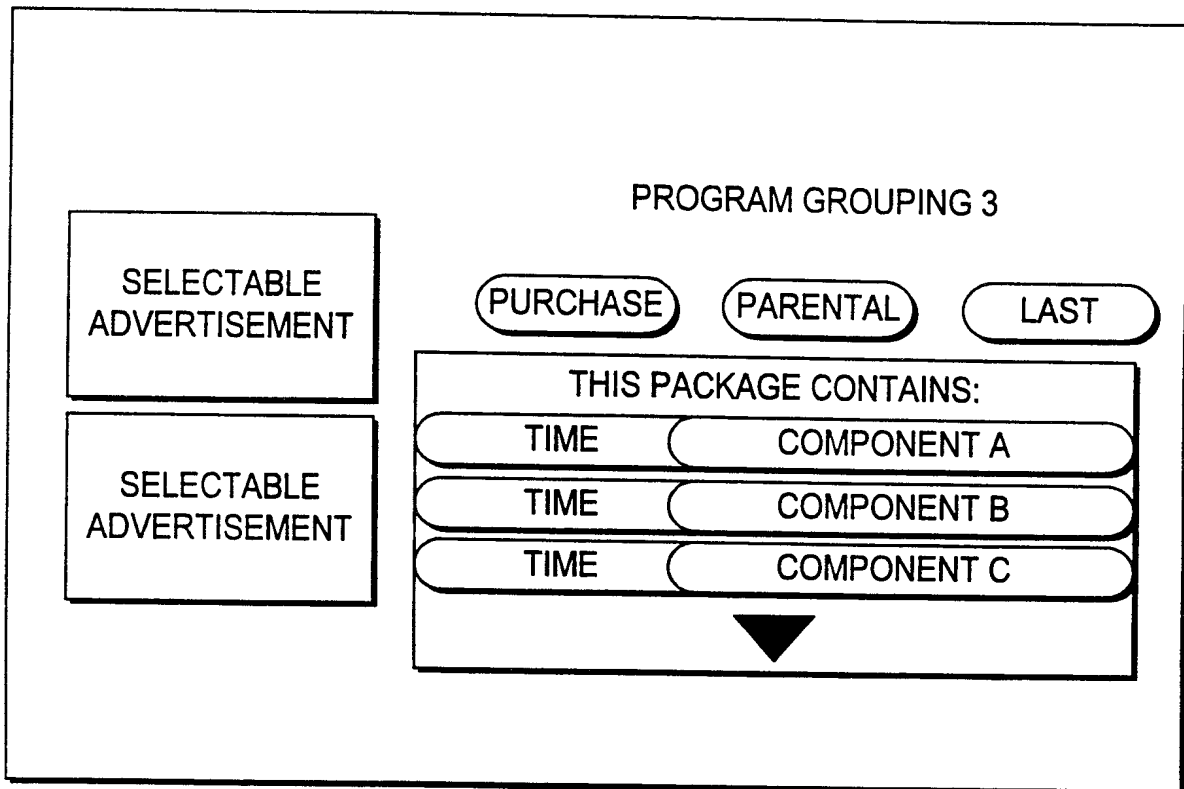 PROGRAM GROUPING 3
SELECTABLE
ADVERTISEMENT
SELECTABLE
ADVERTISEMENT
PURCHASE PARENTAL LAST
THIS PACKAGE CONTAINS:
TIME COMPONENT A
TIME COMPONENT B
TIME COMPONENT C